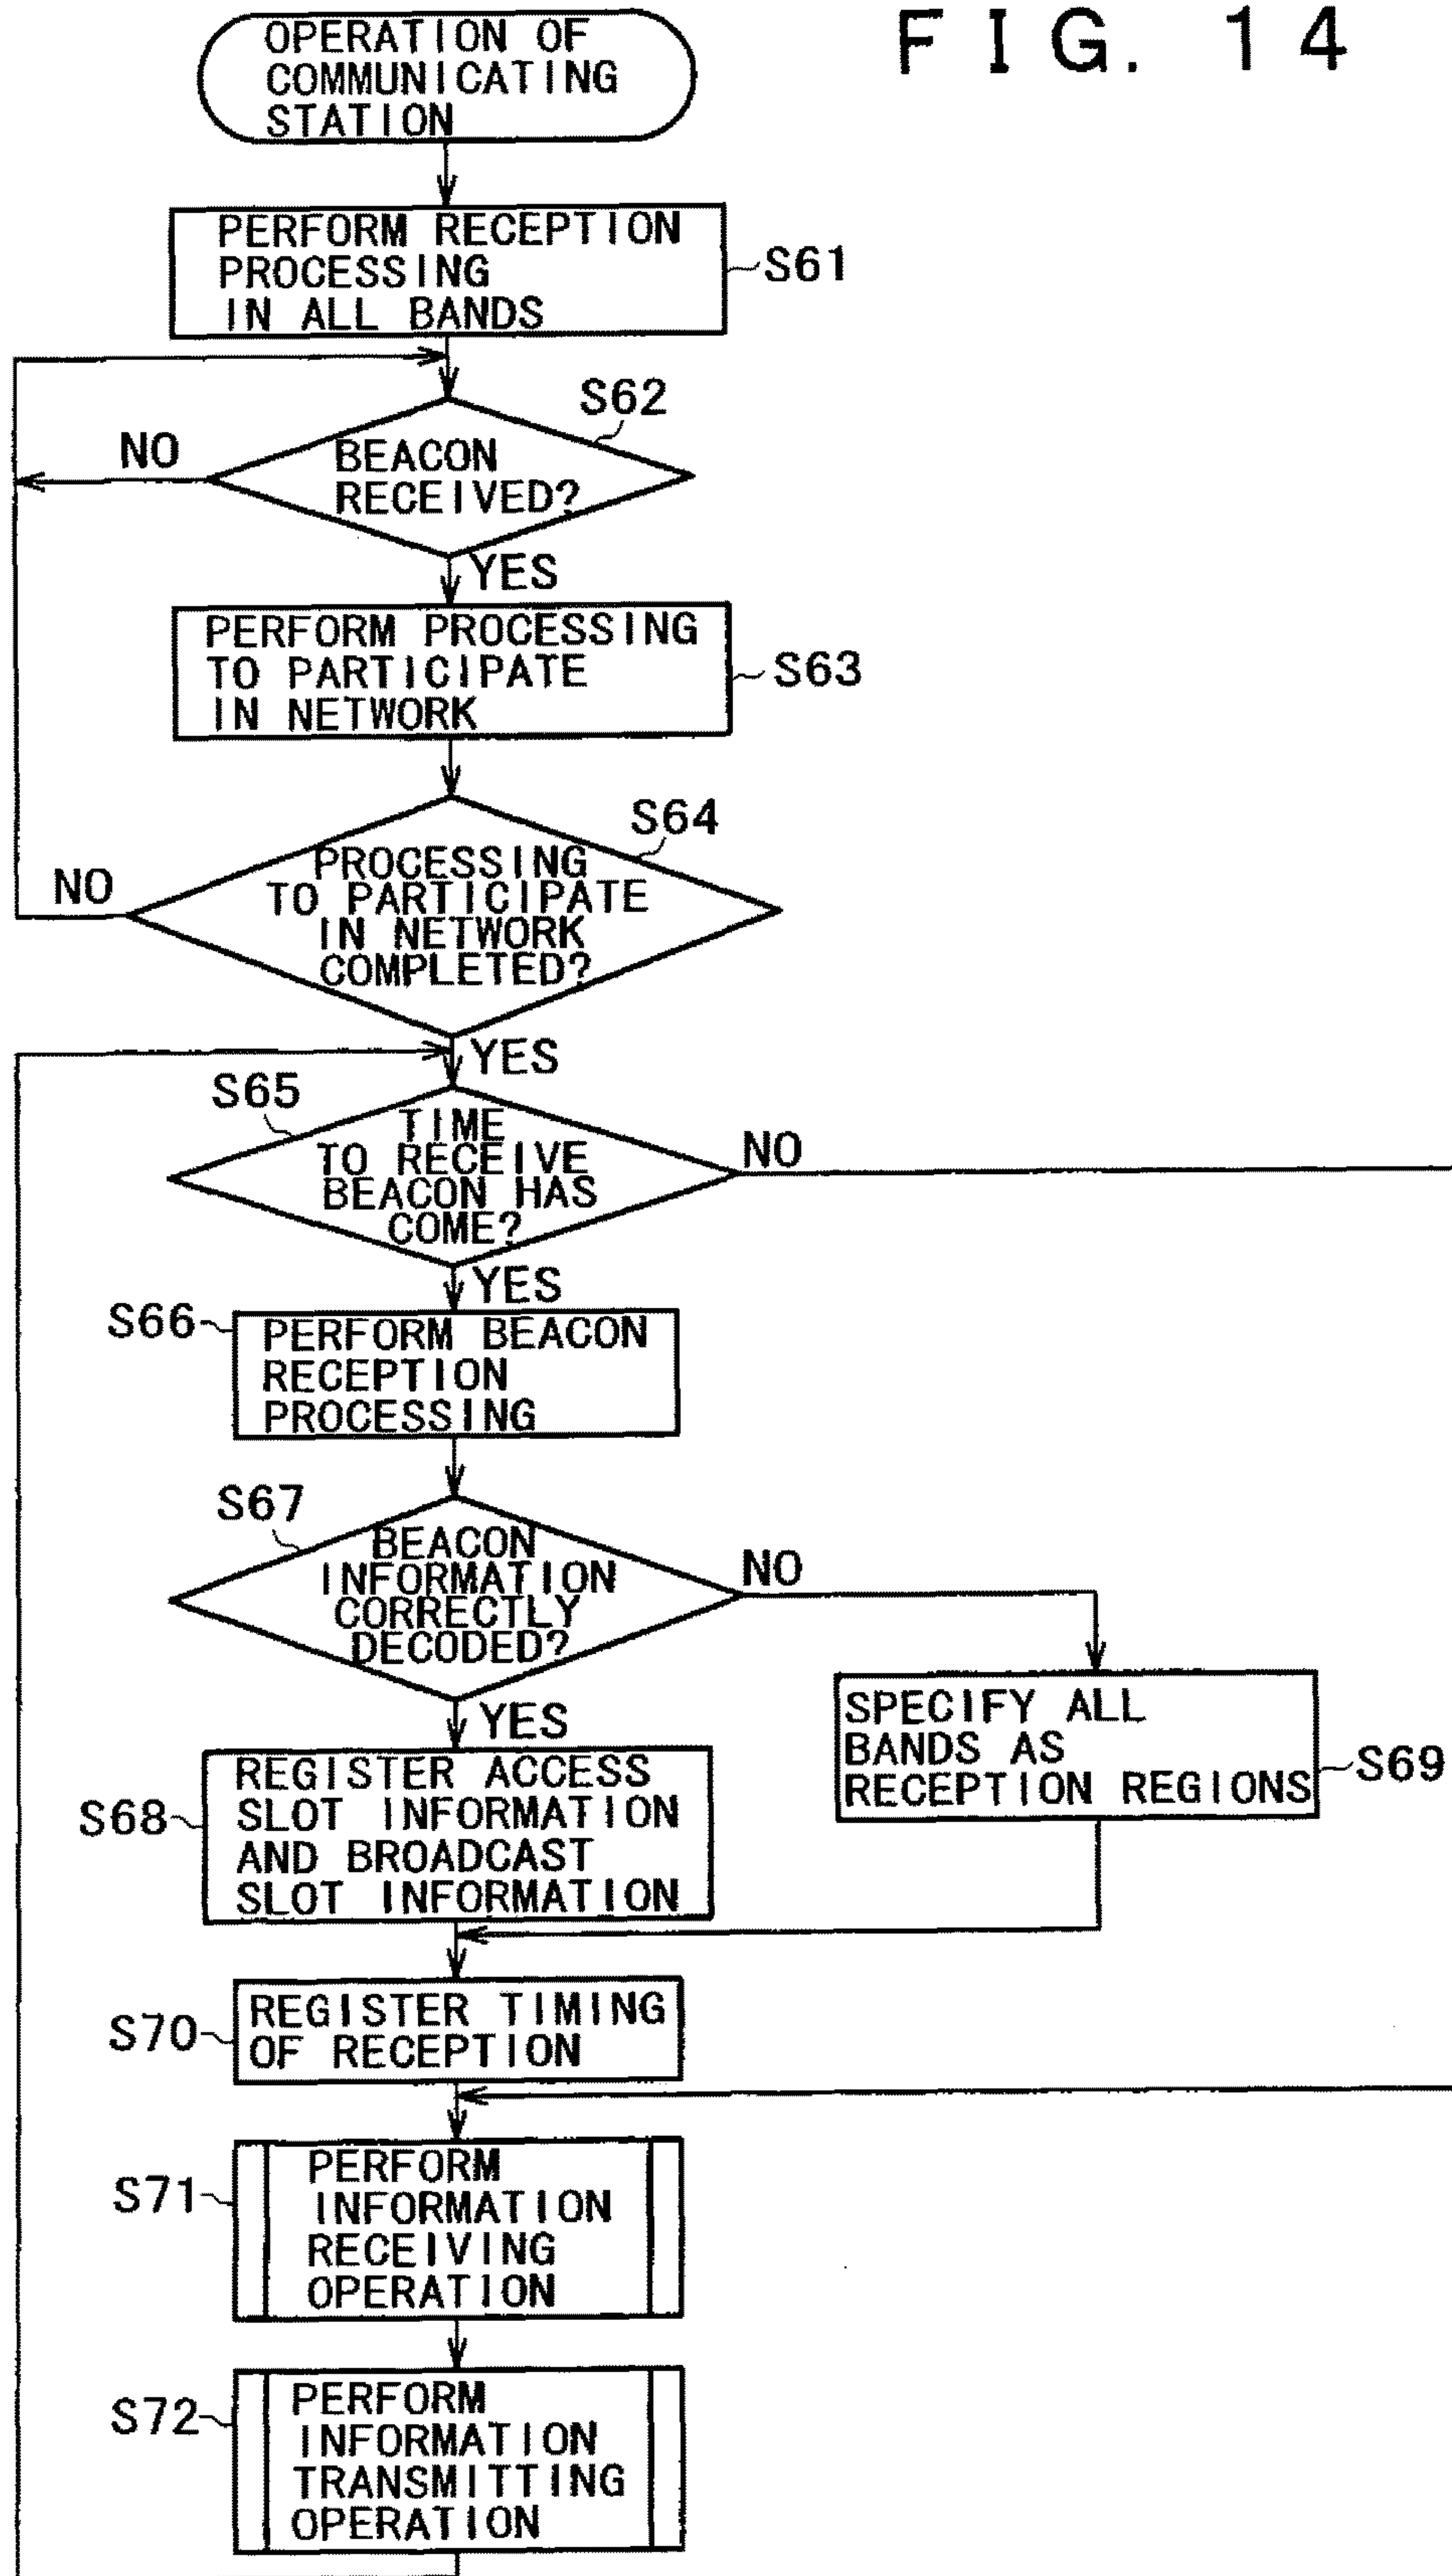 FIG. 14
OPERATION OF
COMMUNICATING
STATION
PERFORM RECEPTION
PROCESSING
IN ALL BANDS
S61
S62
BEACON
RECEIVED?
NO
YES
PERFORM PROCESSING
TO PARTICIPATE
IN NETWORK
S63
S64
PROCESSING
TO PARTICIPATE
IN NETWORK
COMPLETED?
NO
YES
S65
TIME
TO RECEIVE
BEACON HAS
COME?
NO
YES
S66
PERFORM BEACON
RECEPTION
PROCESSING
S67
BEACON
INFORMATION
CORRECTLY
DECODED?
NO
YES
SPECIFY ALL
BANDS AS
RECEPTION REGIONS
S69
S68
REGISTER ACCESS
SLOT INFORMATION
AND BROADCAST
SLOT INFORMATION
S70
REGISTER TIMING
OF RECEPTION
S71
PERFORM
INFORMATION
RECEIVING
OPERATION
S72
PERFORM
INFORMATION
TRANSMITTING
OPERATION